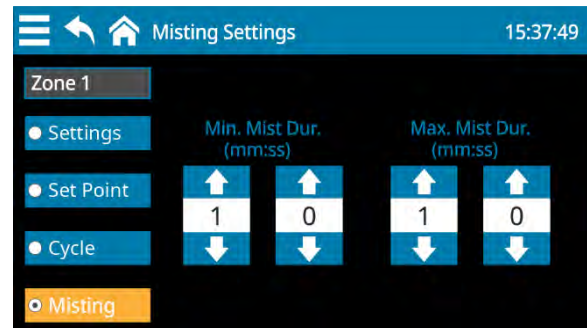 Misting Settings 15:37:49
Zone 1
Settings
Set Point
Cycle
Misting
Min. Mist Dur.
(mm:ss)
1 0
Max. Mist Dur.
(mm:ss)
1 0